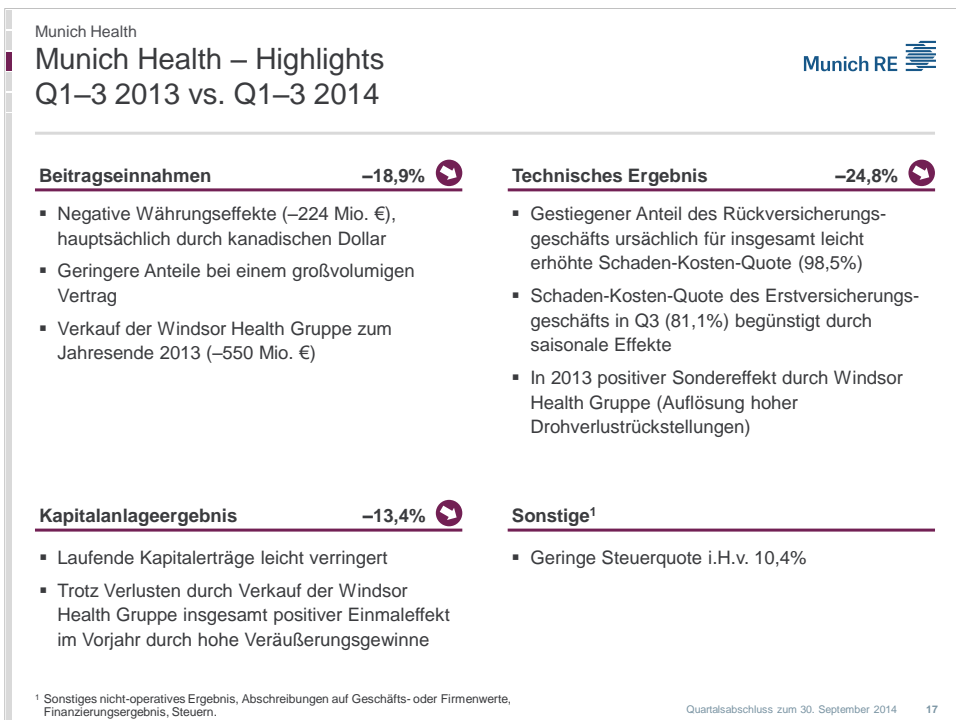 Munich Health
Munich Health – Highlights
Q1–3 2013 vs. Q1–3 2014
Munich RE
Beitragseinnahmen –18,9%
▪ Negative Währungseffekte (–224 Mio. €),
hauptsächlich durch kanadischen Dollar
▪ Geringere Anteile bei einem großvolumigen
Vertrag
▪ Verkauf der Windsor Health Gruppe zum
Jahresende 2013 (–550 Mio. €)
Technisches Ergebnis –24,8%
▪ Gestiegener Anteil des Rückversicherungs-
geschäfts ursächlich für insgesamt leicht
erhöhte Schaden-Kosten-Quote (98,5%)
▪ Schaden-Kosten-Quote des Erstversicherungs-
geschäfts in Q3 (81,1%) begünstigt durch
saisonale Effekte
▪ In 2013 positiver Sondereffekt durch Windsor
Health Gruppe (Auflösung hoher
Drohverlustrückstellungen)
Kapitalanlageergebnis –13,4%
▪ Laufende Kapitalerträge leicht verringert
▪ Trotz Verlusten durch Verkauf der Windsor
Health Gruppe insgesamt positiver Einmaleffekt
im Vorjahr durch hohe Veräußerungsgewinne
Sonstige¹
▪ Geringe Steuerquote i.H.v. 10,4%
¹ Sonstiges nicht-operatives Ergebnis, Abschreibungen auf Geschäfts- oder Firmenwerte,
Finanzierungsergebnis, Steuern.
Quartalsabschluss zum 30. September 2014 17